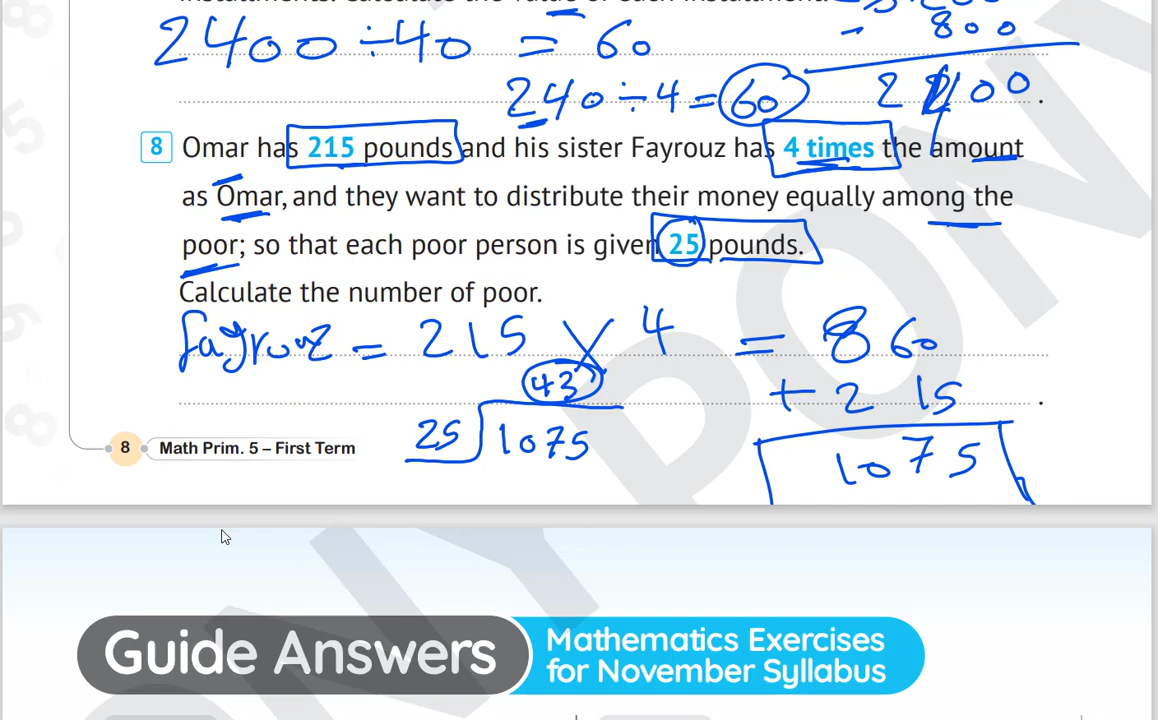 2400 ÷ 40 = 60
- 800
240 ÷ 4 = 60
2400
8 Omar has 215 pounds and his sister Fayrouz has 4 times the amount
as Omar, and they want to distribute their money equally among the
poor; so that each poor person is given 25 pounds.
Calculate the number of poor.
fayrouz = 215 × 4 = 860
43
+ 215
25 1075
1075
8 Math Prim. 5 – First Term
Guide Answers
Mathematics Exercises
for November Syllabus